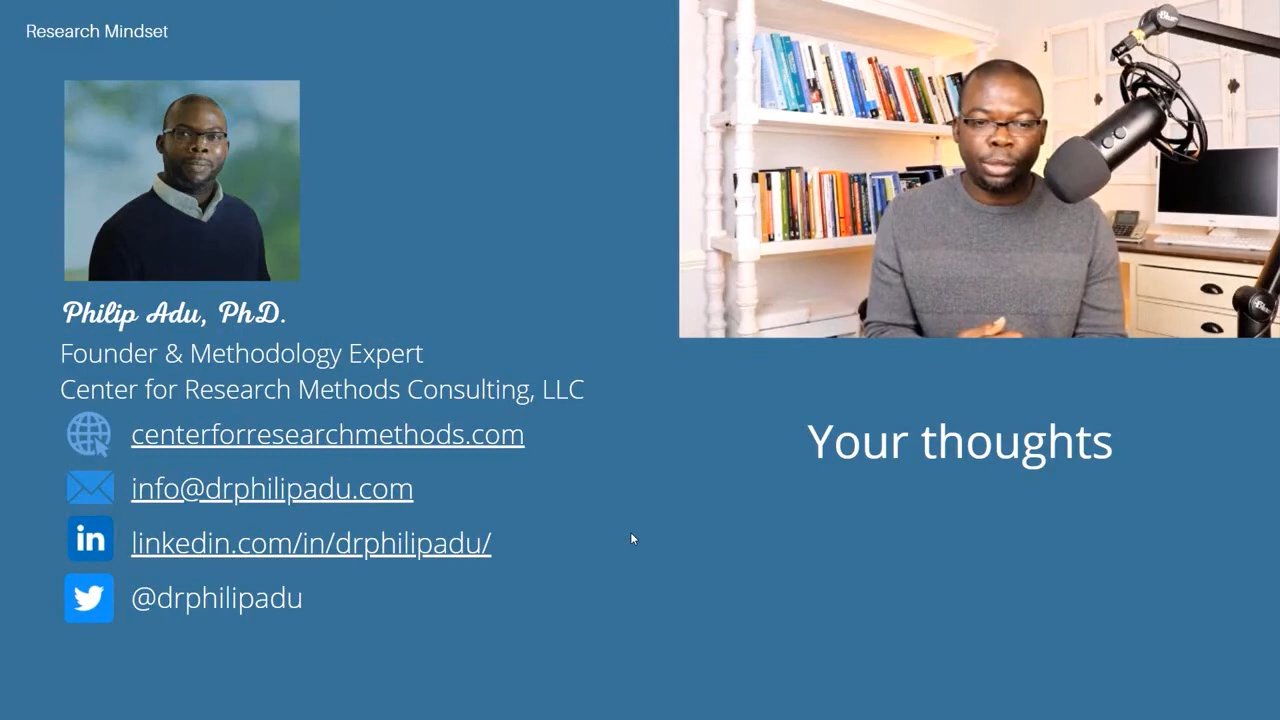 Research Mindset
Philip Adu, PhD.
Founder & Methodology Expert
Center for Research Methods Consulting, LLC
centerforresearchmethods.com
info@drphilipadu.com
in
linkedin.com/in/drphilipadu/
@drphilipadu
Your thoughts